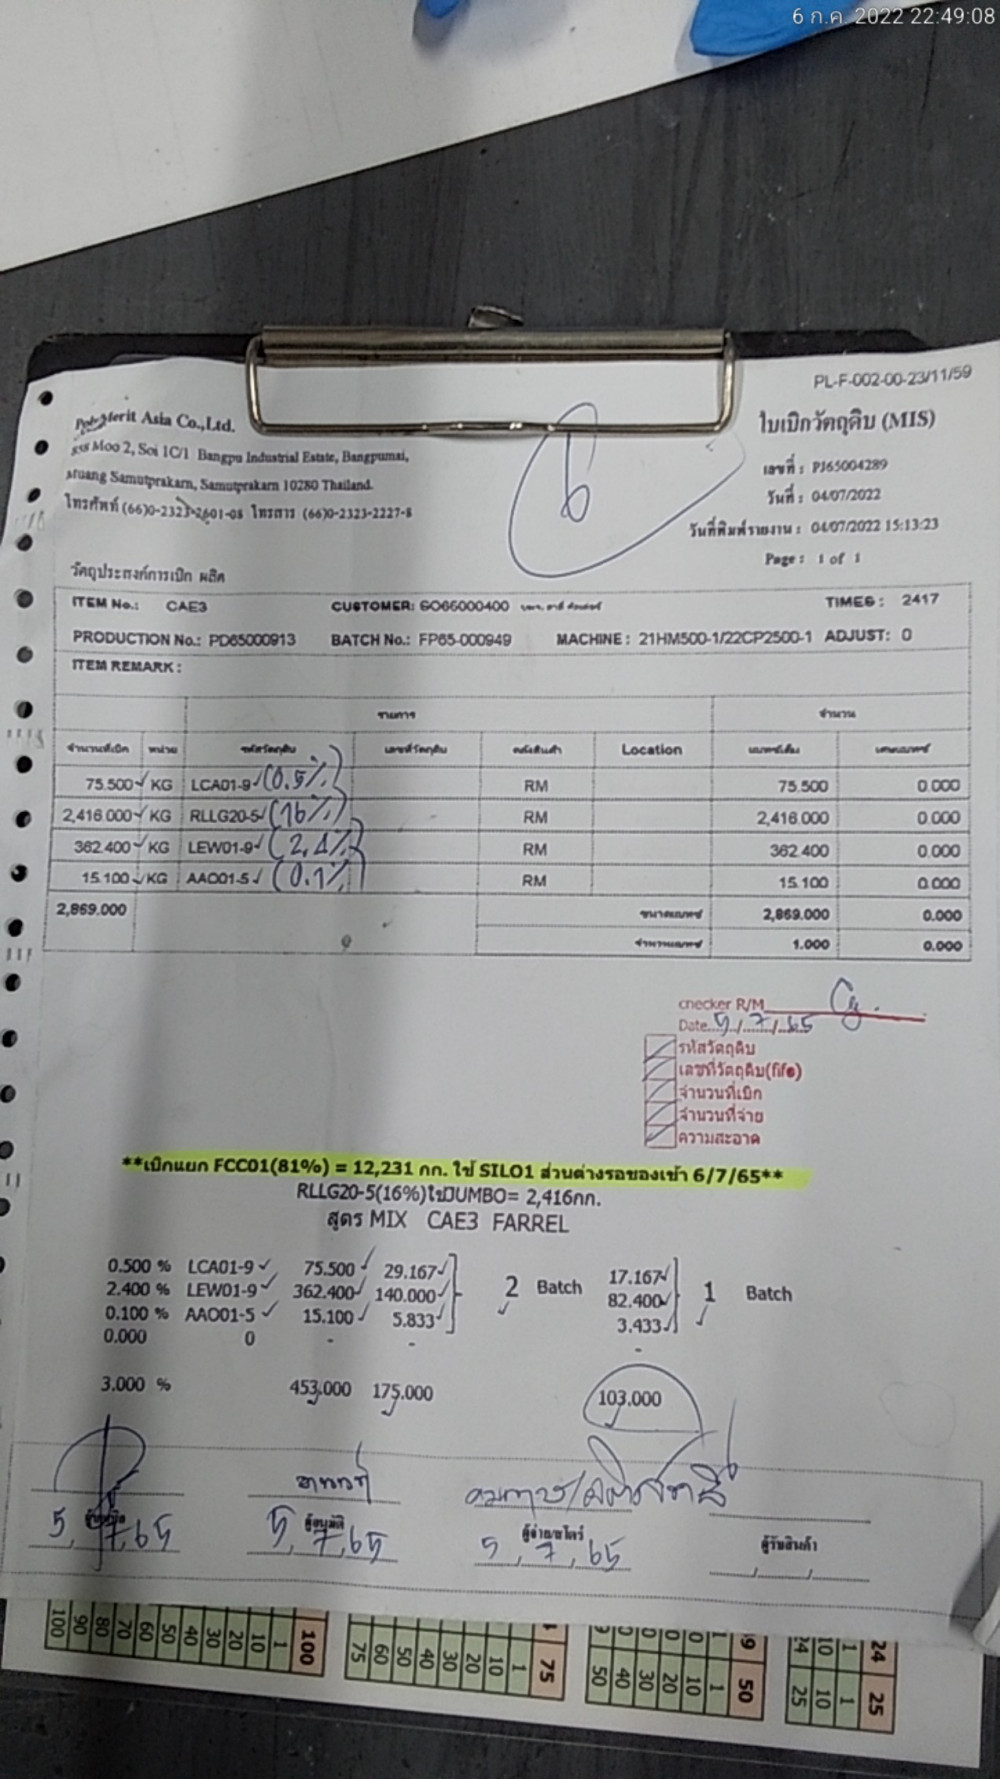 6 ก.ค. 2022 22:49:08
PL-F-002-00-23/11/59
Merit Asia Co.,Ltd.
ใบเบิกวัตถุดิบ (MIS)
Moo 2, Soi 1C/1 Bangpu Industrial Estate, Bangpumai,
เลขที่ : PJ65004289
Samutprakarn, Samutprakarn 10280 Thailand.
วันที่ : 04/07/2022
โทรศัพท์ (66)0-2323-2601-08 โทรสาร (66)0-2323-2227-8
วันที่พิมพ์รายงาน : 04/07/2022 15:13:23
Page : 1 of 1
วัตถุประสงค์การเบิก ผลิต
ITEM No.: CAE3 CUSTOMER: SO65000400 TIMES : 2417
PRODUCTION No.: PD65000913 BATCH No.: FP65-000949 MACHINE : 21HM500-1/22CP2500-1 ADJUST: 0
ITEM REMARK :
รายการ จำนวน
จำนวนที่เบิก หน่วย รหัสวัตถุดิบ เลขที่วัตถุดิบ คลังสินค้า Location
75.500 ✓ KG LCA01-9 ✓ (0.5%) RM 75.500 0.000
2,416.000 ✓ KG RLLG20-5 ✓ (16%) RM 2,416.000 0.000
362.400 ✓ KG LEW01-9 ✓ (2.4%) RM 362.400 0.000
15.100 ✓ KG AAO01-5 ✓ (0.1%) RM 15.100 0.000
2,869.000 2,869.000 0.000
1.000 0.000
checker R/M
Date 5/7/65
รหัสวัตถุดิบ
เลขที่วัตถุดิบ(fifo)
จำนวนที่เบิก
จำนวนที่จ่าย
ความสะอาด
**เบิกแยก FCC01(81%) = 12,231 กก. ใช้ SILO1 ส่วนต่างรอของเข้า 6/7/65**
RLLG20-5(16%)ใช้JUMBO= 2,416กก.
สูตร MIX CAE3 FARREL
0.500 % LCA01-9 ✓ 75.500 ✓ 29.167 ✓ 17.167 ✓
2.400 % LEW01-9 ✓ 362.400 ✓ 140.000 ✓ 2 Batch 82.400 ✓ 1 Batch
0.100 % AAO01-5 ✓ 15.100 ✓ 5.833 ✓ 3.433 ✓
0.000 0 - - -
3.000 % 453.000 175.000 103.000
ผู้อนุมัติ ผู้จ่าย/สโตร์ ผู้รับสินค้า
5, 7, 65 5, 7, 65 5, 7, 65
100 75 50 24 25
1 10 20 30 40 50 60 70 80 90 100
1 10 20 30 40 50 60 75
1 10 20 30 40 50
1 10 25